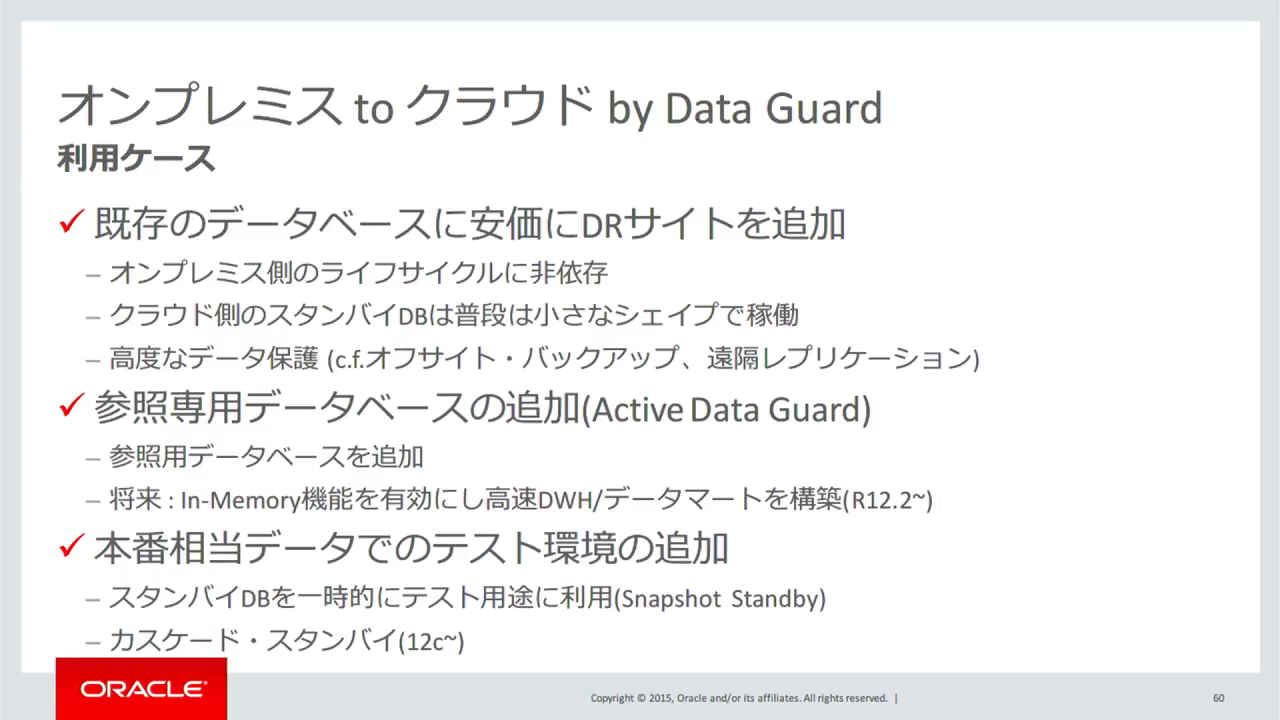 オンプレミス to クラウド by Data Guard
利用ケース
✓ 既存のデータベースに安価にDRサイトを追加
– オンプレミス側のライフサイクルに非依存
– クラウド側のスタンバイDBは普段は小さなシェイプで稼働
– 高度なデータ保護 (c.f.オフサイト・バックアップ、遠隔レプリケーション)
✓ 参照専用データベースの追加(Active Data Guard)
– 参照用データベースを追加
– 将来 : In-Memory機能を有効にし高速DWH/データマートを構築(R12.2~)
✓ 本番相当データでのテスト環境の追加
– スタンバイDBを一時的にテスト用途に利用(Snapshot Standby)
– カスケード・スタンバイ(12c~)
ORACLE®
Copyright © 2015, Oracle and/or its affiliates. All rights reserved. |
60